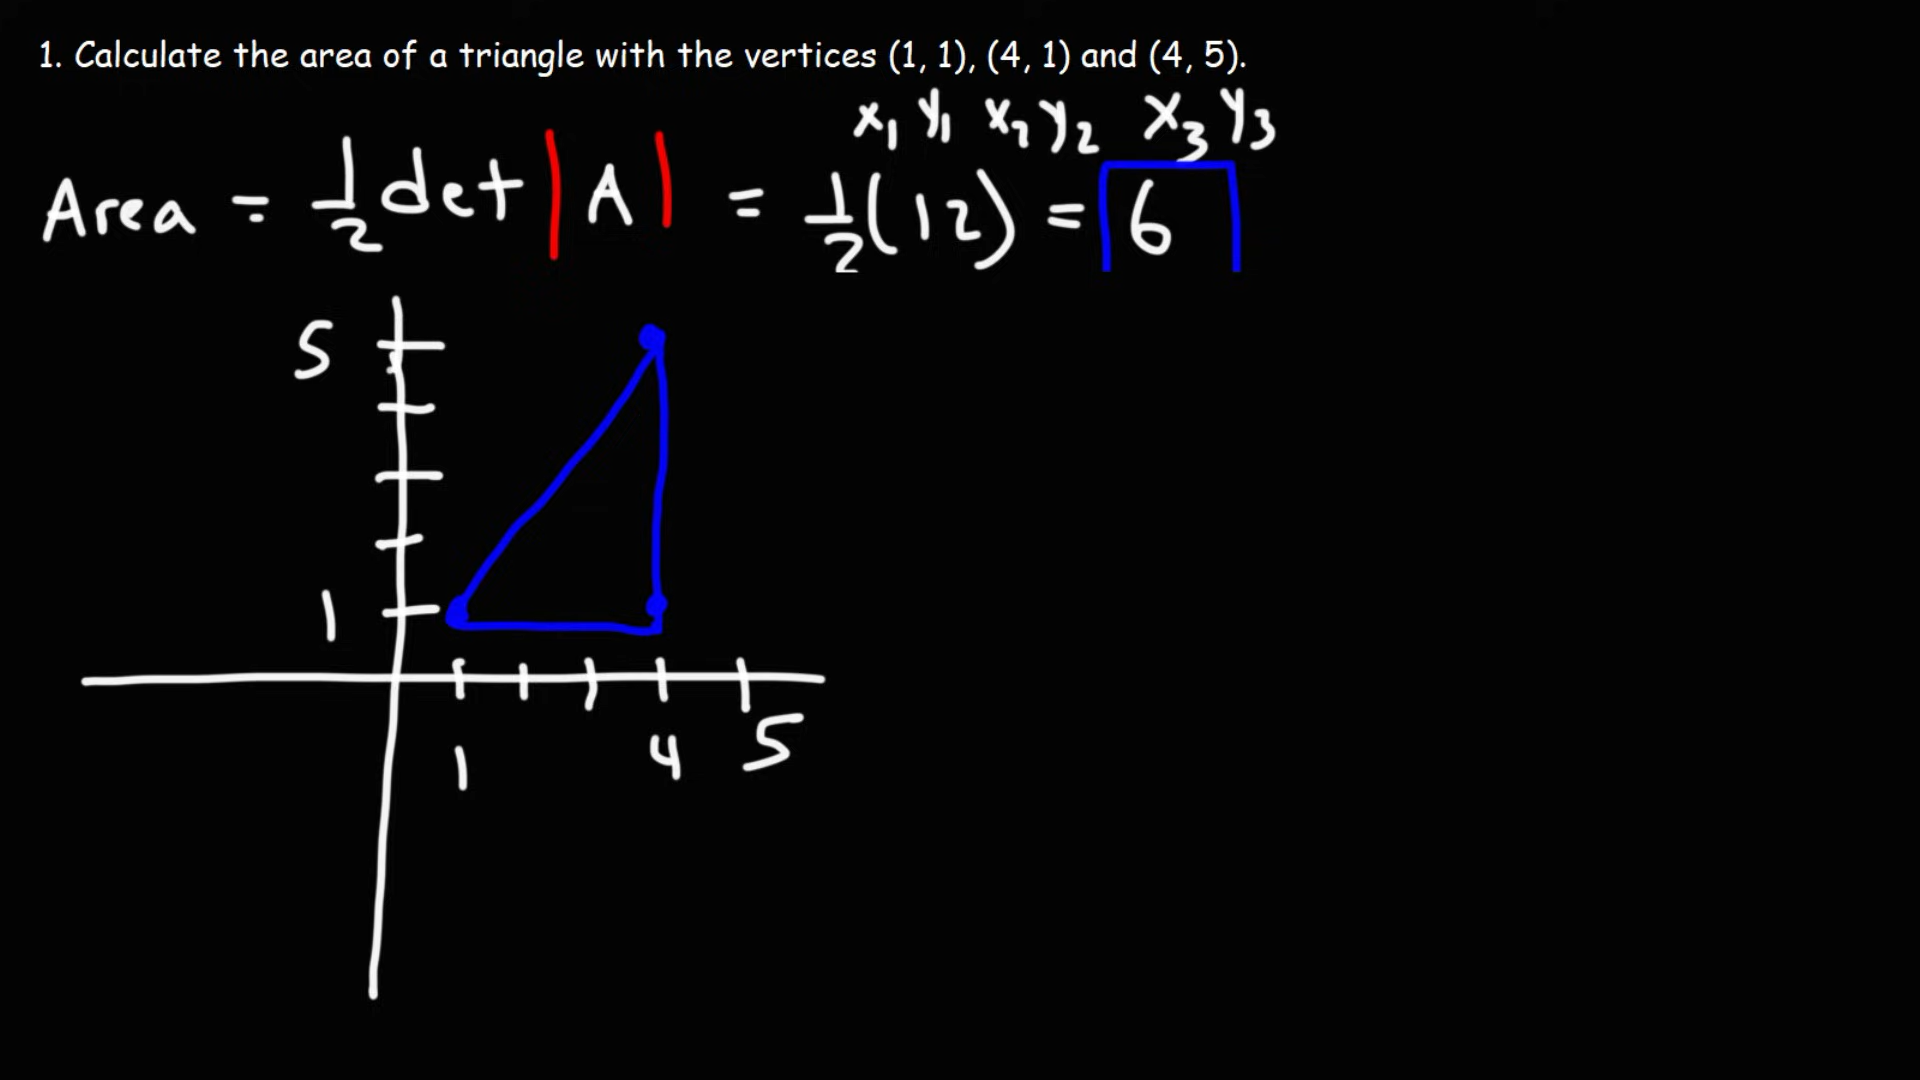 1. Calculate the area of a triangle with the vertices (1, 1), (4, 1) and (4, 5).
x₁ y₁ x₂ y₂ x₃ y₃
Area = ½ det |A| = ½(12) = 6
5
1
1 4 5